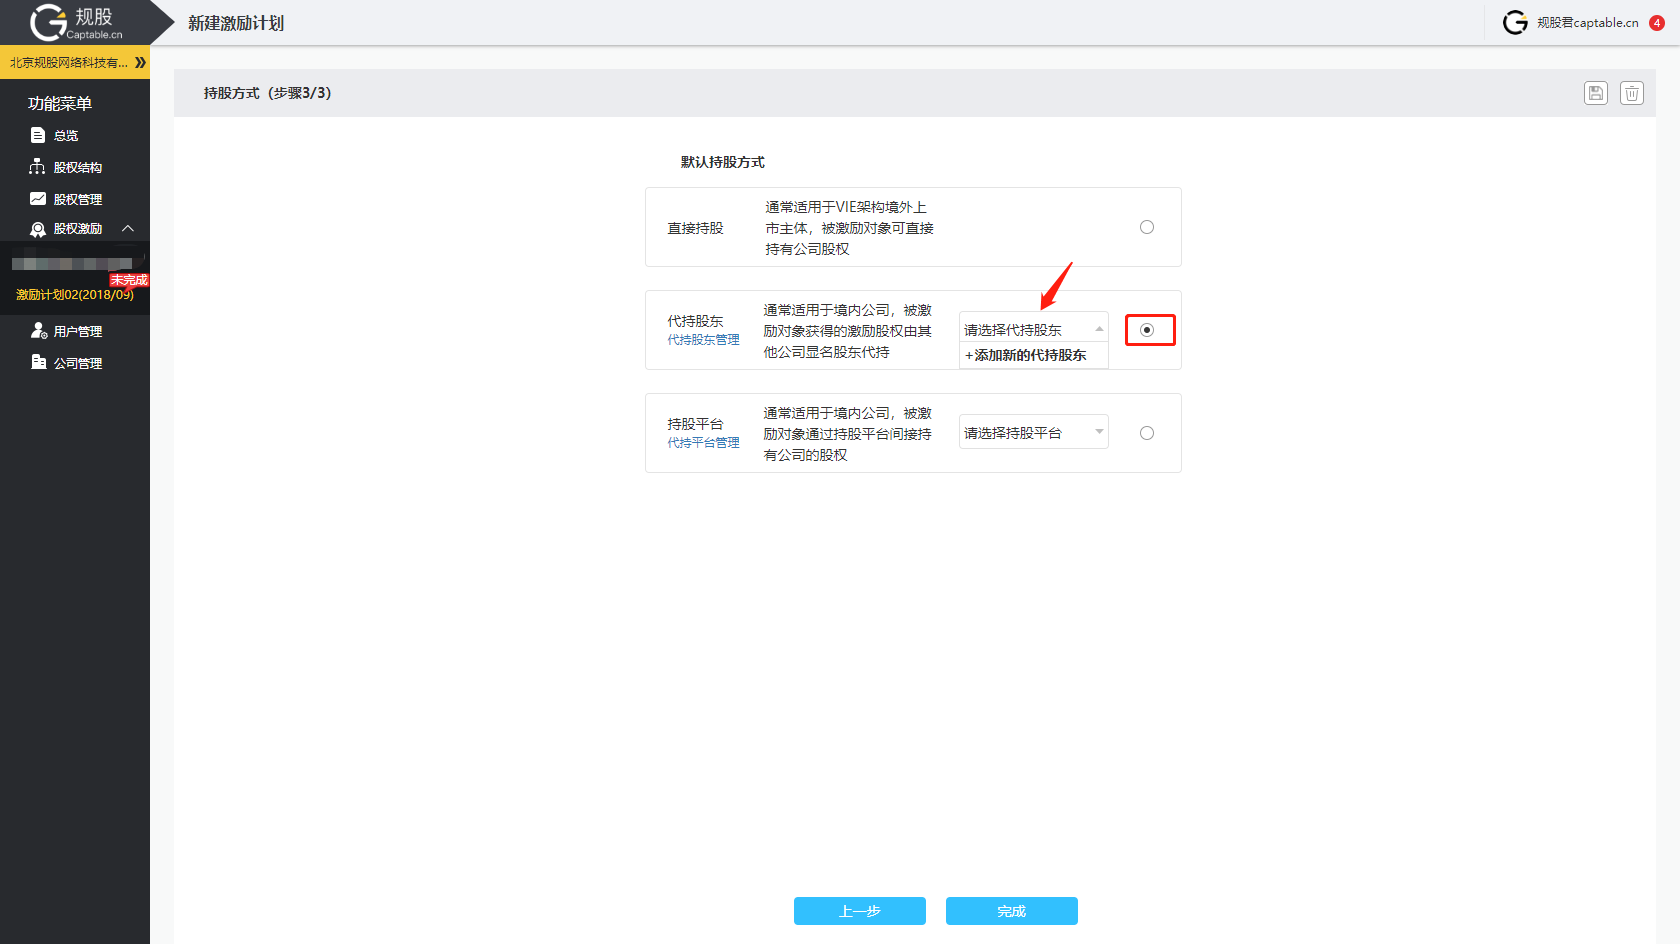 规股
Captable.cn
新建激励计划
规股君captable.cn
4
北京规股网络科技有...
功能菜单
总览
股权结构
股权管理
股权激励
未完成
激励计划02(2018/09)
用户管理
公司管理
持股方式（步骤3/3）
默认持股方式
直接持股
通常适用于VIE架构境外上
市主体，被激励对象可直接
持有公司股权
代持股东
代持股东管理
通常适用于境内公司，被激
励对象获得的激励股权由其
他公司显名股东代持
请选择代持股东
+添加新的代持股东
持股平台
代持平台管理
通常适用于境内公司，被激
励对象通过持股平台间接持
有公司的股权
请选择持股平台
上一步
完成